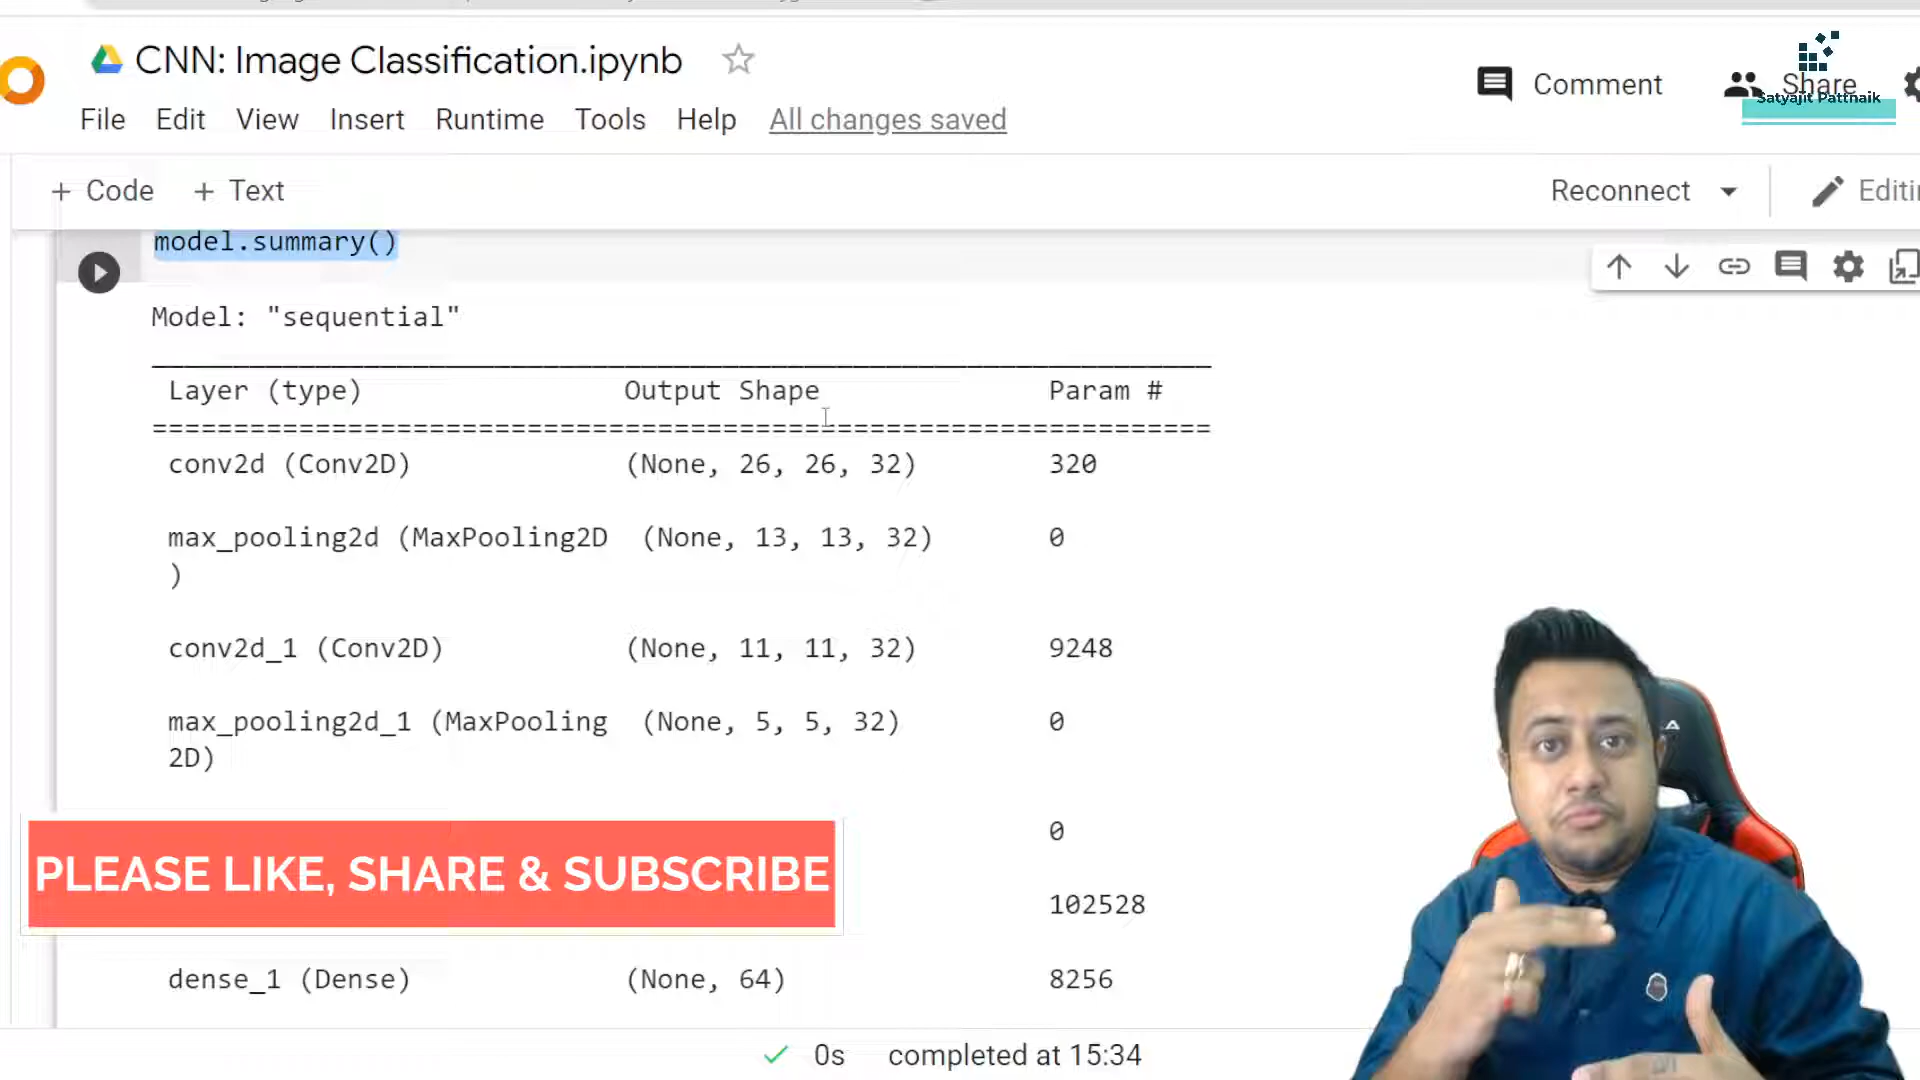 CNN: Image Classification.ipynb
Comment
Share
Satyajit Pattnaik
File Edit View Insert Runtime Tools Help All changes saved
+ Code + Text
Reconnect
model.summary()
Model: "sequential"
Layer (type) Output Shape Param #
conv2d (Conv2D) (None, 26, 26, 32) 320
max_pooling2d (MaxPooling2D (None, 13, 13, 32) 0
)
conv2d_1 (Conv2D) (None, 11, 11, 32) 9248
max_pooling2d_1 (MaxPooling (None, 5, 5, 32) 0
2D)
0
PLEASE LIKE, SHARE & SUBSCRIBE
102528
dense_1 (Dense) (None, 64) 8256
0s completed at 15:34